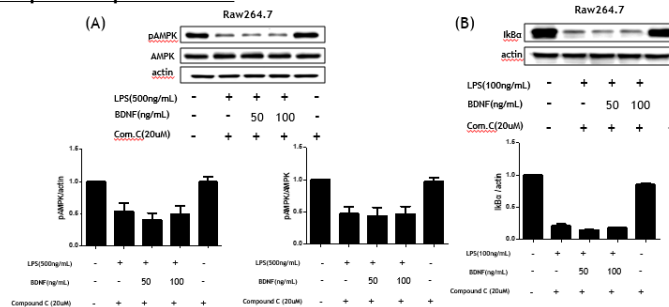 (A)
Raw264.7
pAMPK
AMPK
actin
LPS(500ng/mL) - + + + -
BDNF(ng/mL) - - 50 100 -
Com.C(20uM) - + + + +
(B)
Raw264.7
IkBα
actin
LPS(100ng/mL) - + + +
BDNF(ng/mL) - - 50 100
Com.C(20uM) - + + +
pAMPK/actin
1.5
1.0
0.5
0.0
LPS(500ng/mL) - + + + -
BDNF(ng/mL) - - 50 100 -
Compound C (20uM) - + + + +
pAMPK/AMPK
1.5
1.0
0.5
0.0
LPS(500ng/mL) - + + + -
BDNF(ng/mL) - - 50 100 -
Compound C (20uM) - + + + +
IkBα /actin
1.5
1.0
0.5
0.0
LPS(100ng/mL) - + + + -
BDNF(ng/mL) - - 50 100 -
Compound C (20uM) - + + + +